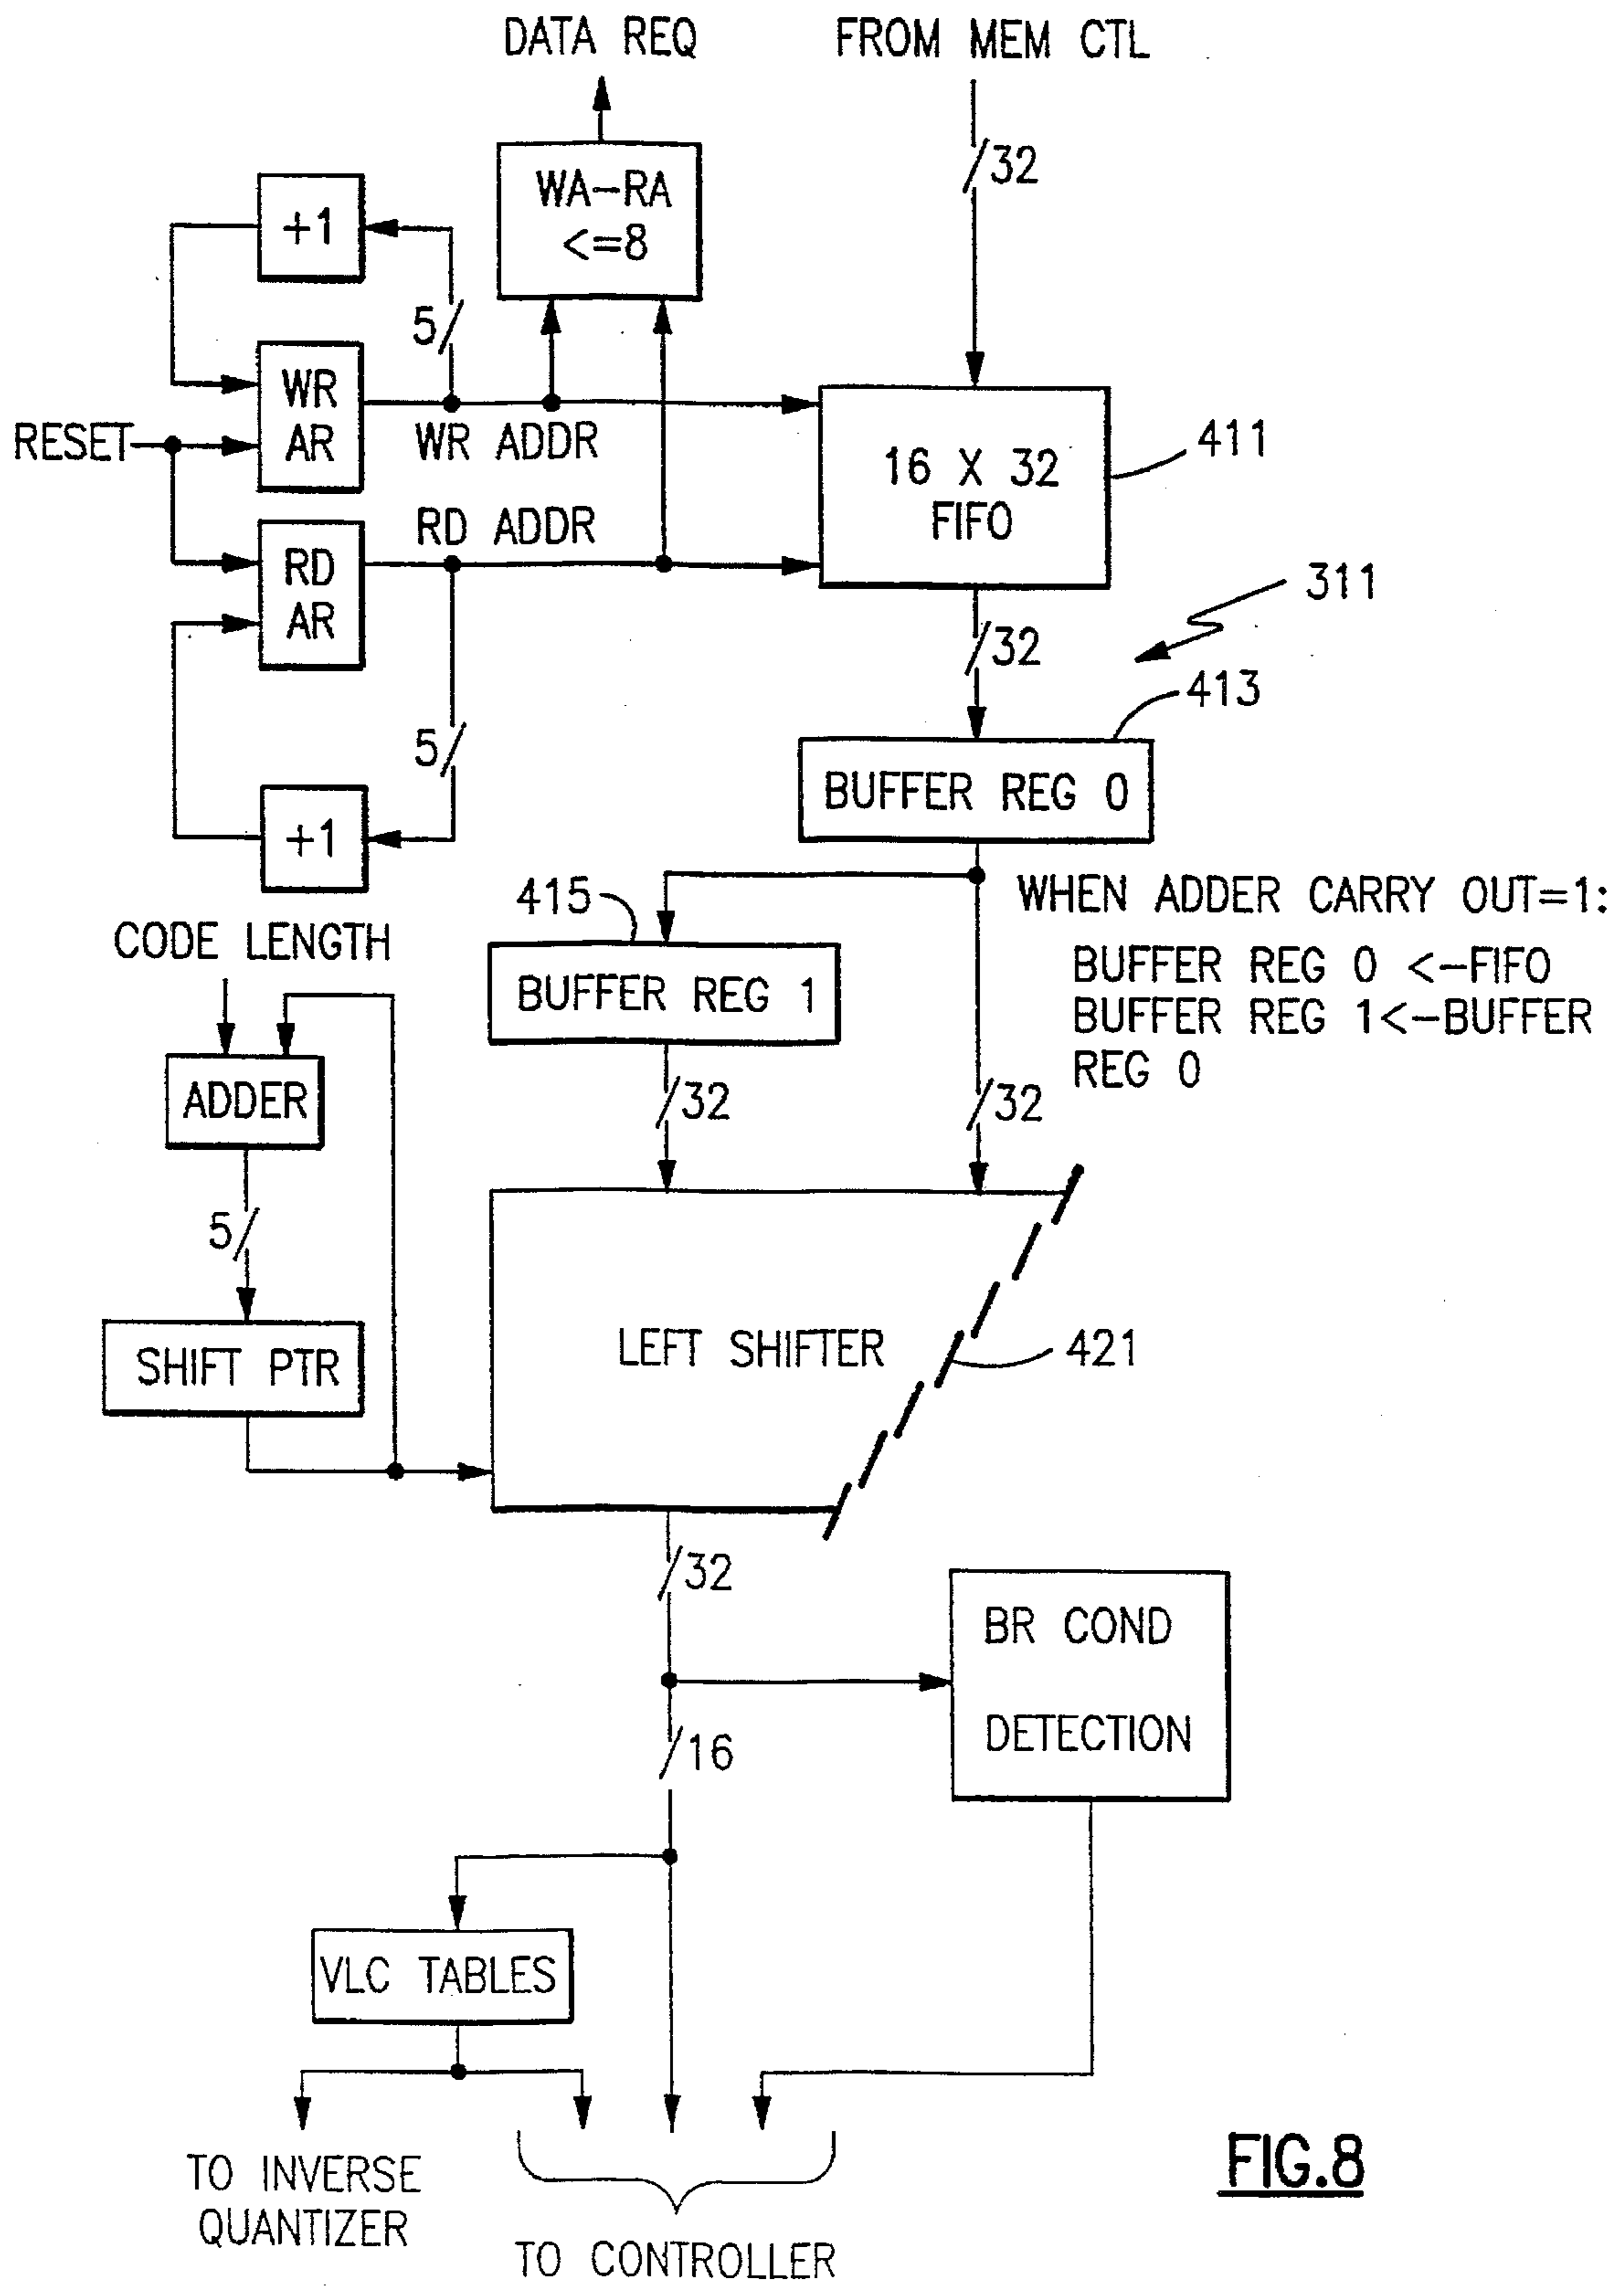 DATA REQ
FROM MEM CTL
32
WA-RA
<=8
+1
5
WR
AR
RESET
WR ADDR
16 X 32
FIFO
411
RD ADDR
RD
AR
311
32
413
5
BUFFER REG 0
+1
415
WHEN ADDER CARRY OUT=1:
CODE LENGTH
BUFFER REG 0 <-FIFO
BUFFER REG 1
BUFFER REG 1<-BUFFER
REG 0
ADDER
32
32
5
LEFT SHIFTER
421
SHIFT PTR
32
BR COND
DETECTION
16
VLC TABLES
TO INVERSE
QUANTIZER
TO CONTROLLER
FIG.8